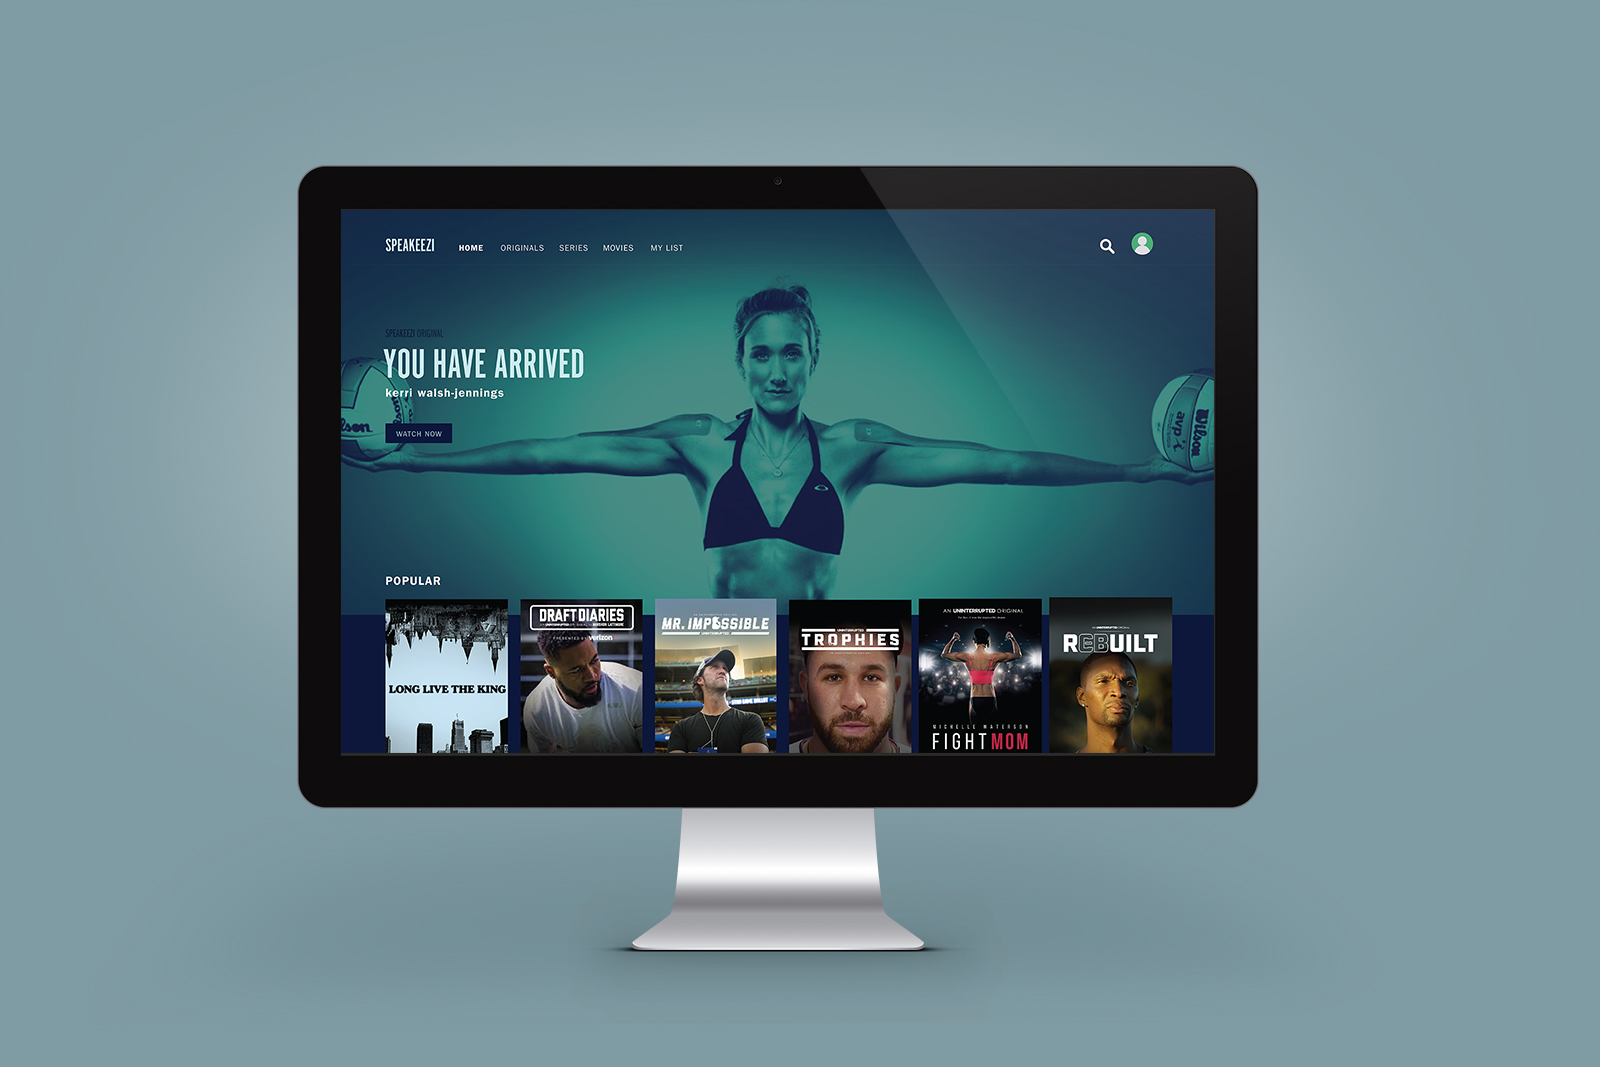 SPEAKEEZI HOME ORIGINALS SERIES MOVIES MY LIST
SPEAKEEZI ORIGINAL
YOU HAVE ARRIVED
kerri walsh-jennings
WATCH NOW
lson
Wilson
avp
POPULAR
LONG LIVE THE KING
DRAFT DIARIES
PRESENTED BY verizon
MR. IMPOSSIBLE
UNINTERRUPTED
TROPHIES
AN UNINTERRUPTED ORIGINAL
MICHELLE WATERSON
FIGHT MOM
REBUILT